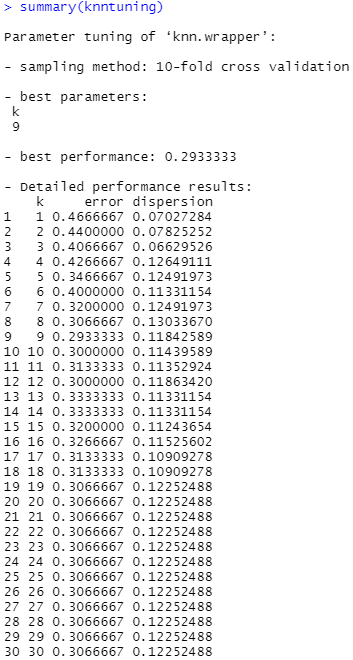 > summary(knntuning)
Parameter tuning of ‘knn.wrapper’:
- sampling method: 10-fold cross validation
- best parameters:
k
9
- best performance: 0.2933333
- Detailed performance results:
k error dispersion
1 1 0.4666667 0.07027284
2 2 0.4400000 0.07825252
3 3 0.4066667 0.06629526
4 4 0.4266667 0.12649111
5 5 0.3466667 0.12491973
6 6 0.4000000 0.11331154
7 7 0.3200000 0.12491973
8 8 0.3066667 0.13033670
9 9 0.2933333 0.11842589
10 10 0.3000000 0.11439589
11 11 0.3133333 0.11352924
12 12 0.3000000 0.11863420
13 13 0.3333333 0.11331154
14 14 0.3333333 0.11331154
15 15 0.3200000 0.11243654
16 16 0.3266667 0.11525602
17 17 0.3133333 0.10909278
18 18 0.3133333 0.10909278
19 19 0.3066667 0.12252488
20 20 0.3066667 0.12252488
21 21 0.3066667 0.12252488
22 22 0.3066667 0.12252488
23 23 0.3066667 0.12252488
24 24 0.3066667 0.12252488
25 25 0.3066667 0.12252488
26 26 0.3066667 0.12252488
27 27 0.3066667 0.12252488
28 28 0.3066667 0.12252488
29 29 0.3066667 0.12252488
30 30 0.3066667 0.12252488